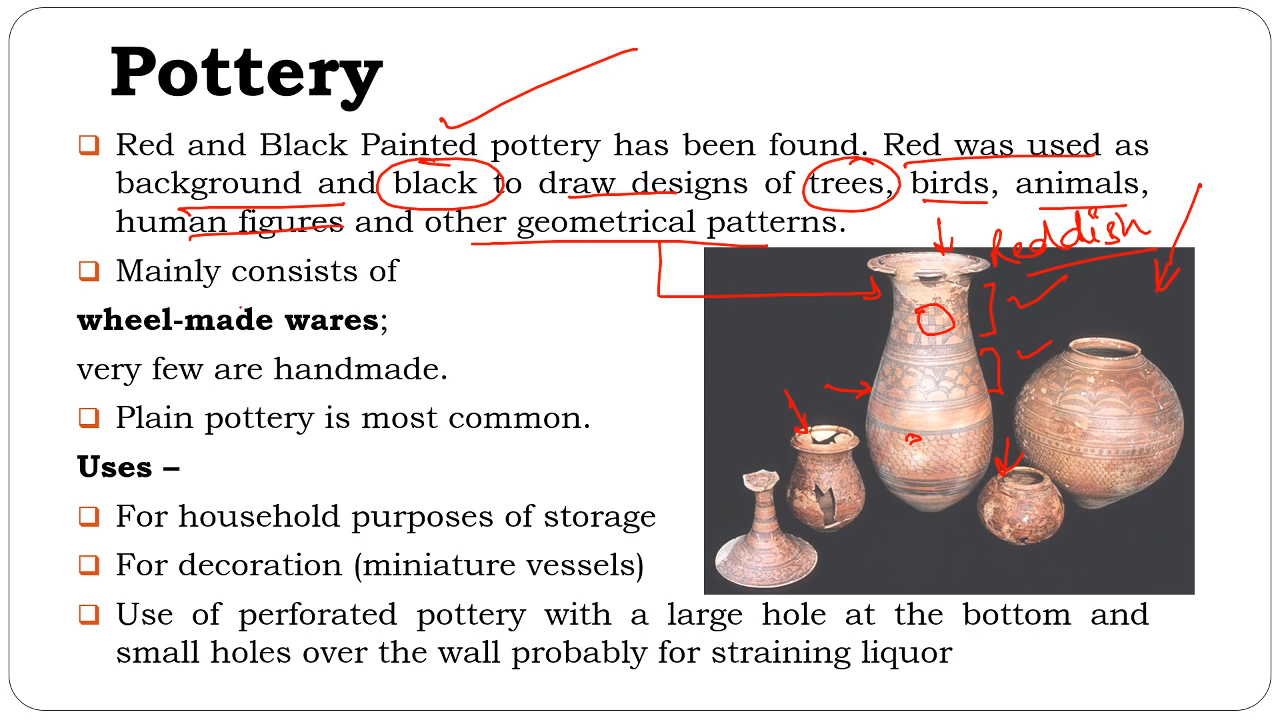 Pottery
Red and Black Painted pottery has been found. Red was used as
background and black to draw designs of trees, birds, animals,
human figures and other geometrical patterns.
Reddish
Mainly consists of
wheel-made wares;
very few are handmade.
Plain pottery is most common.
Uses –
For household purposes of storage
For decoration (miniature vessels)
Use of perforated pottery with a large hole at the bottom and
small holes over the wall probably for straining liquor